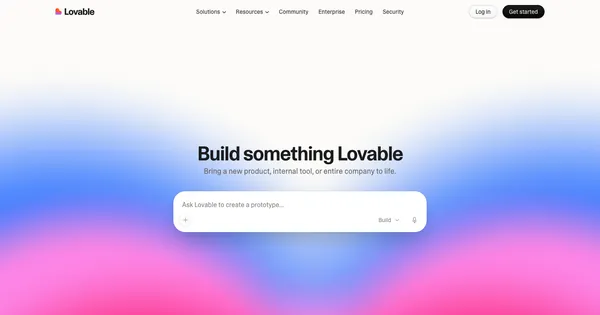 Lovable
Solutions
Resources
Community
Enterprise
Pricing
Security
Log in
Get started
Build something Lovable
Bring a new product, internal tool, or entire company to life.
Ask Lovable to create a prototype...
Build